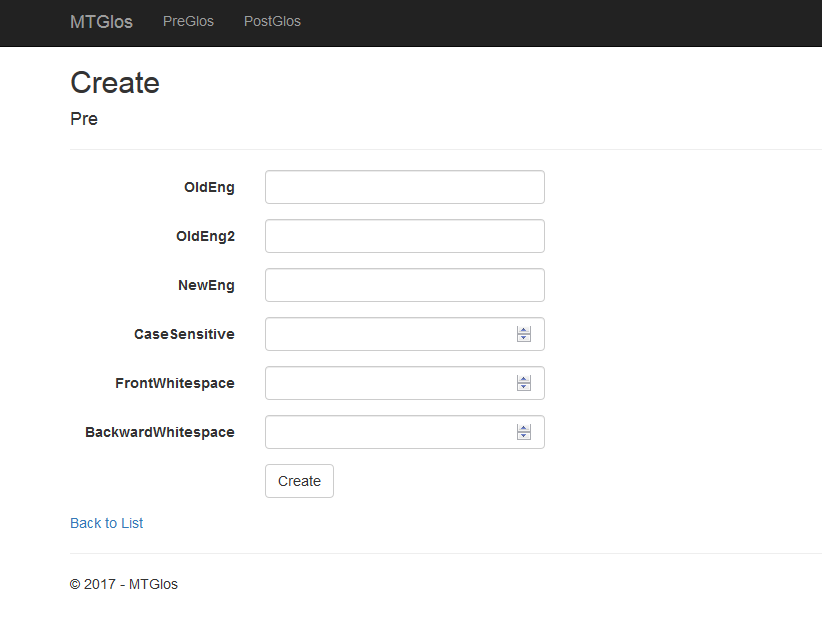 MTGlos PreGlos PostGlos
Create
Pre
OldEng
OldEng2
NewEng
CaseSensitive
FrontWhitespace
BackwardWhitespace
Create
Back to List
© 2017 - MTGlos